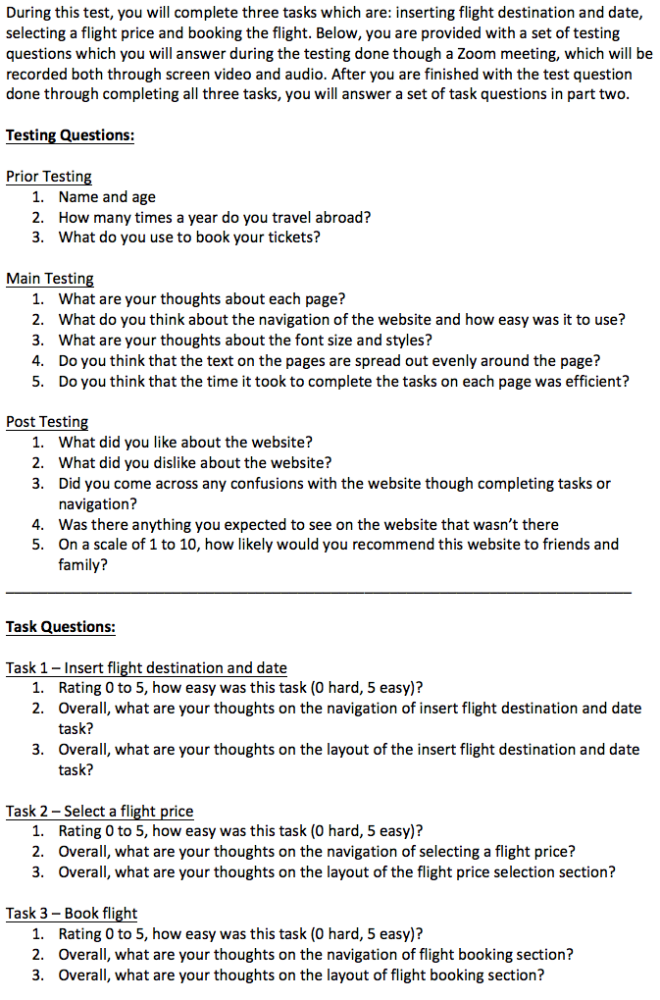 During this test, you will complete three tasks which are: inserting flight destination and date,
selecting a flight price and booking the flight. Below, you are provided with a set of testing
questions which you will answer during the testing done though a Zoom meeting, which will be
recorded both through screen video and audio. After you are finished with the test question
done through completing all three tasks, you will answer a set of task questions in part two.
Testing Questions:
Prior Testing
1. Name and age
2. How many times a year do you travel abroad?
3. What do you use to book your tickets?
Main Testing
1. What are your thoughts about each page?
2. What do you think about the navigation of the website and how easy was it to use?
3. What are your thoughts about the font size and styles?
4. Do you think that the text on the pages are spread out evenly around the page?
5. Do you think that the time it took to complete the tasks on each page was efficient?
Post Testing
1. What did you like about the website?
2. What did you dislike about the website?
3. Did you come across any confusions with the website though completing tasks or
navigation?
4. Was there anything you expected to see on the website that wasn't there
5. On a scale of 1 to 10, how likely would you recommend this website to friends and
family?
Task Questions:
Task 1 – Insert flight destination and date
1. Rating 0 to 5, how easy was this task (0 hard, 5 easy)?
2. Overall, what are your thoughts on the navigation of insert flight destination and date
task?
3. Overall, what are your thoughts on the layout of the insert flight destination and date
task?
Task 2 – Select a flight price
1. Rating 0 to 5, how easy was this task (0 hard, 5 easy)?
2. Overall, what are your thoughts on the navigation of selecting a flight price?
3. Overall, what are your thoughts on the layout of the flight price selection section?
Task 3 – Book flight
1. Rating 0 to 5, how easy was this task (0 hard, 5 easy)?
2. Overall, what are your thoughts on the navigation of flight booking section?
3. Overall, what are your thoughts on the layout of flight booking section?